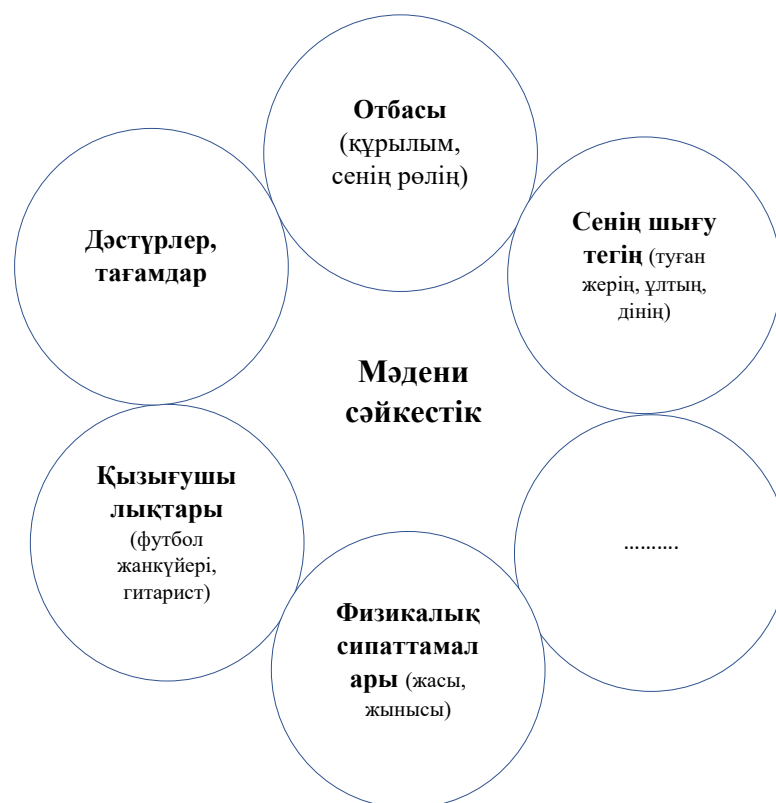 Отбасы
(құрылым,
сенің рөлің)
Дәстүрлер,
тағамдар
Сенің шығу
тегің (туған
жерің, ұлтың,
дінің)
Мәдени
сәйкестік
Қызығушы
лықтары
(футбол
жанкүйері,
гитарист)
..........
Физикалық
сипаттамал
ары (жасы,
жынысы)